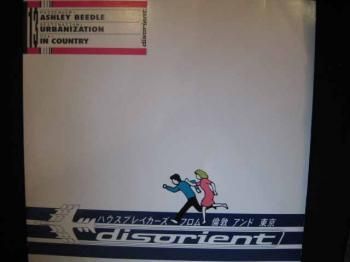 13
ASHLEY BEEDLE
URBANIZATION
IN COUNTRY
disorient
ハウスブレイカーズ フロム 倫敦 アンド 東京
disorient